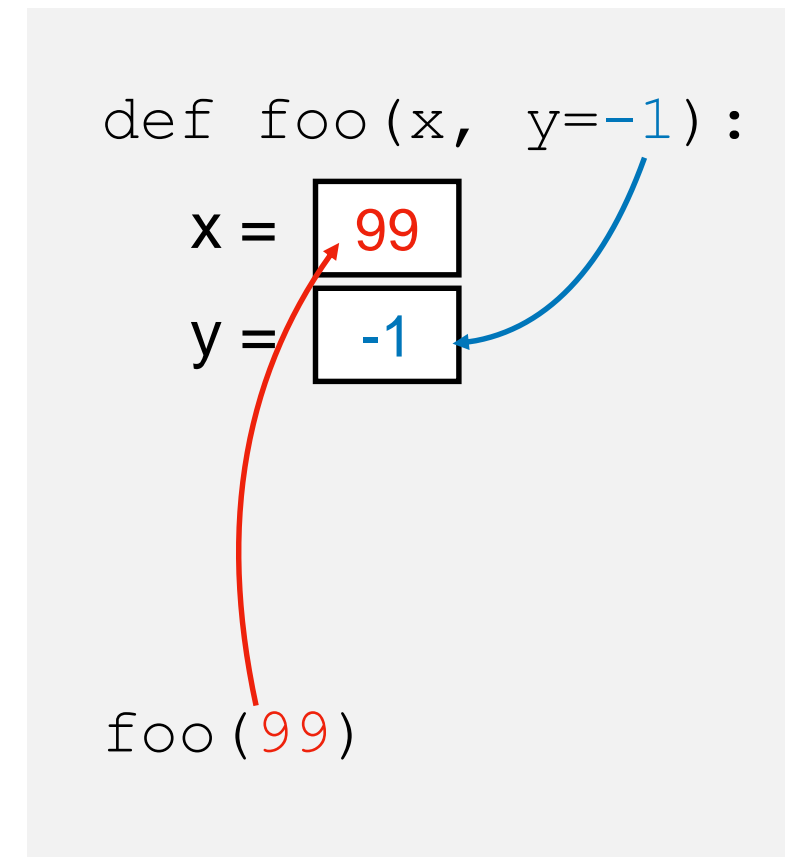 def foo(x, y=-1):
x = 99
y = -1
foo(99)